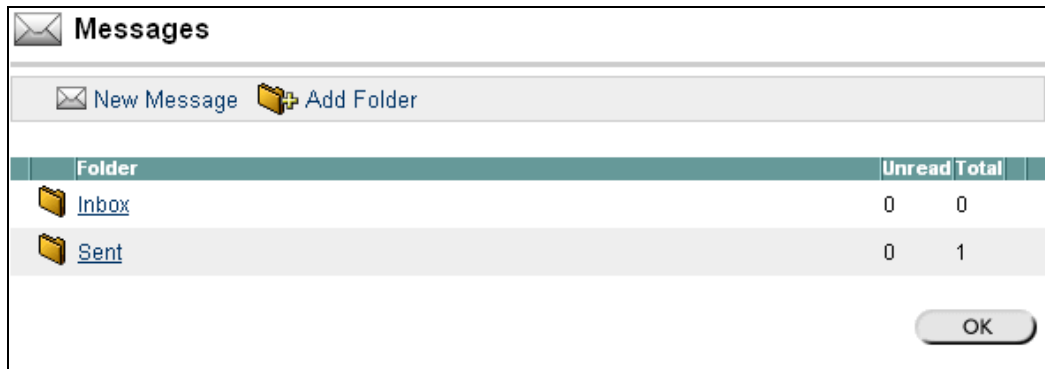 Messages
New Message Add Folder
Folder Unread Total
Inbox 0 0
Sent 0 1
OK